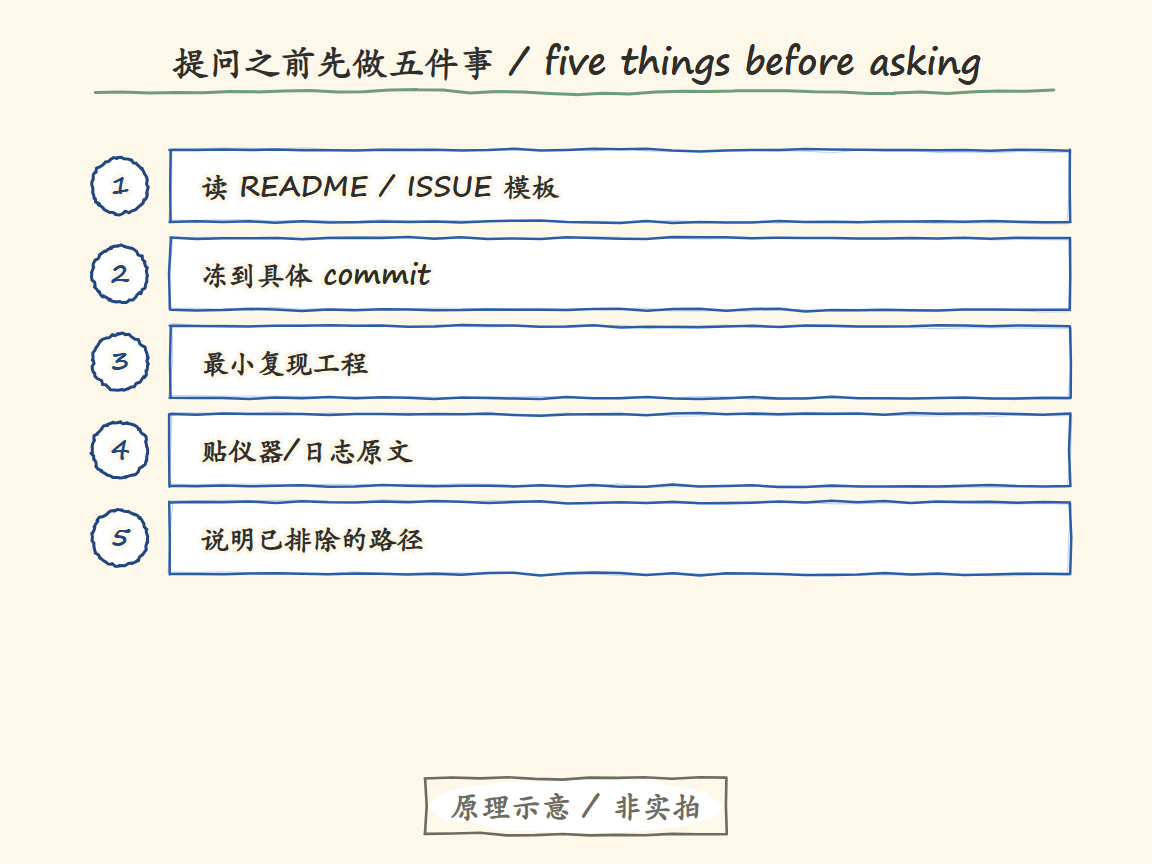 提问之前先做五件事 / five things before asking
1 读 README / ISSUE 模板
2 冻到具体 commit
3 最小复现工程
4 贴仪器/日志原文
5 说明已排除的路径
原理示意 / 非实拍